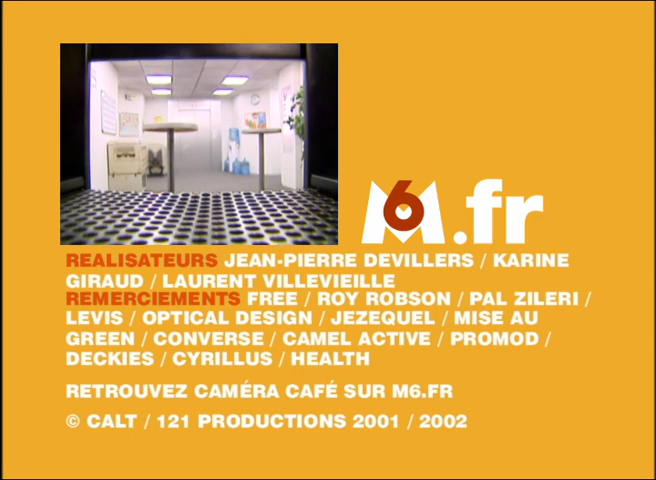 M6.fr
REALISATEURS JEAN-PIERRE DEVILLERS / KARINE
GIRAUD / LAURENT VILLEVIEILLE
REMERCIEMENTS FREE / ROY ROBSON / PAL ZILERI /
LEVIS / OPTICAL DESIGN / JEZEQUEL / MISE AU
GREEN / CONVERSE / CAMEL ACTIVE / PROMOD /
DECKIES / CYRILLUS / HEALTH
RETROUVEZ CAMÉRA CAFÉ SUR M6.FR
© CALT / 121 PRODUCTIONS 2001 / 2002